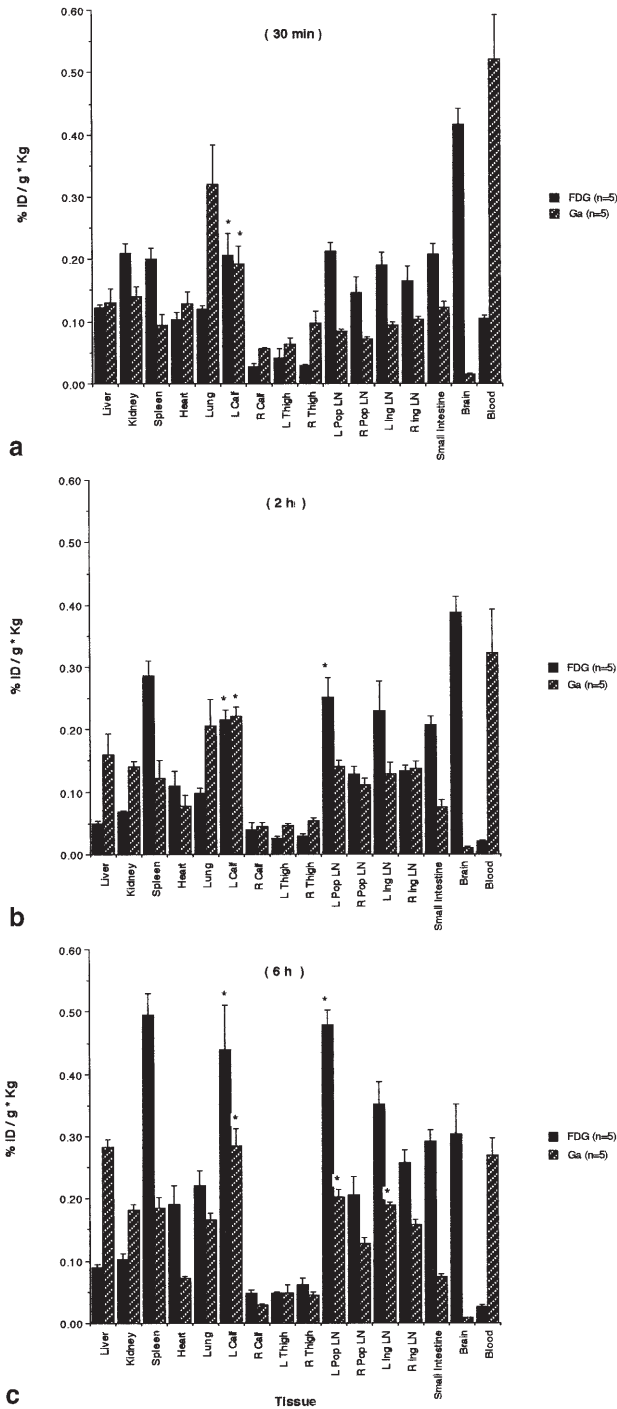 0.60
( 30 min )
0.50
0.40
% ID / g * Kg
0.30
FDG (n=5)
Ga (n=5)
* *
0.20
0.10
0.00
Liver
Kidney
Spleen
Heart
Lung
L Calf
R Calf
L Thigh
R Thigh
L Pop LN
R Pop LN
L Ing LN
R Ing LN
Small Intestine
Brain
Blood
a
0.60
( 2 h )
0.50
0.40
% ID / g * Kg
FDG (n=5)
Ga (n=5)
0.30
* * *
0.20
0.10
0.00
Liver
Kidney
Spleen
Heart
Lung
L Calf
R Calf
L Thigh
R Thigh
L Pop LN
R Pop LN
L Ing LN
R Ing LN
Small Intestine
Brain
Blood
b
0.60
( 6 h )
* *
0.50
0.40
% ID / g * Kg
* * *
0.30
FDG (n=5)
Ga (n=5)
0.20
0.10
0.00
Liver
Kidney
Spleen
Heart
Lung
L Calf
R Calf
L Thigh
R Thigh
L Pop LN
R Pop LN
L Ing LN
R Ing LN
Small Intestine
Brain
Blood
c
Tissue